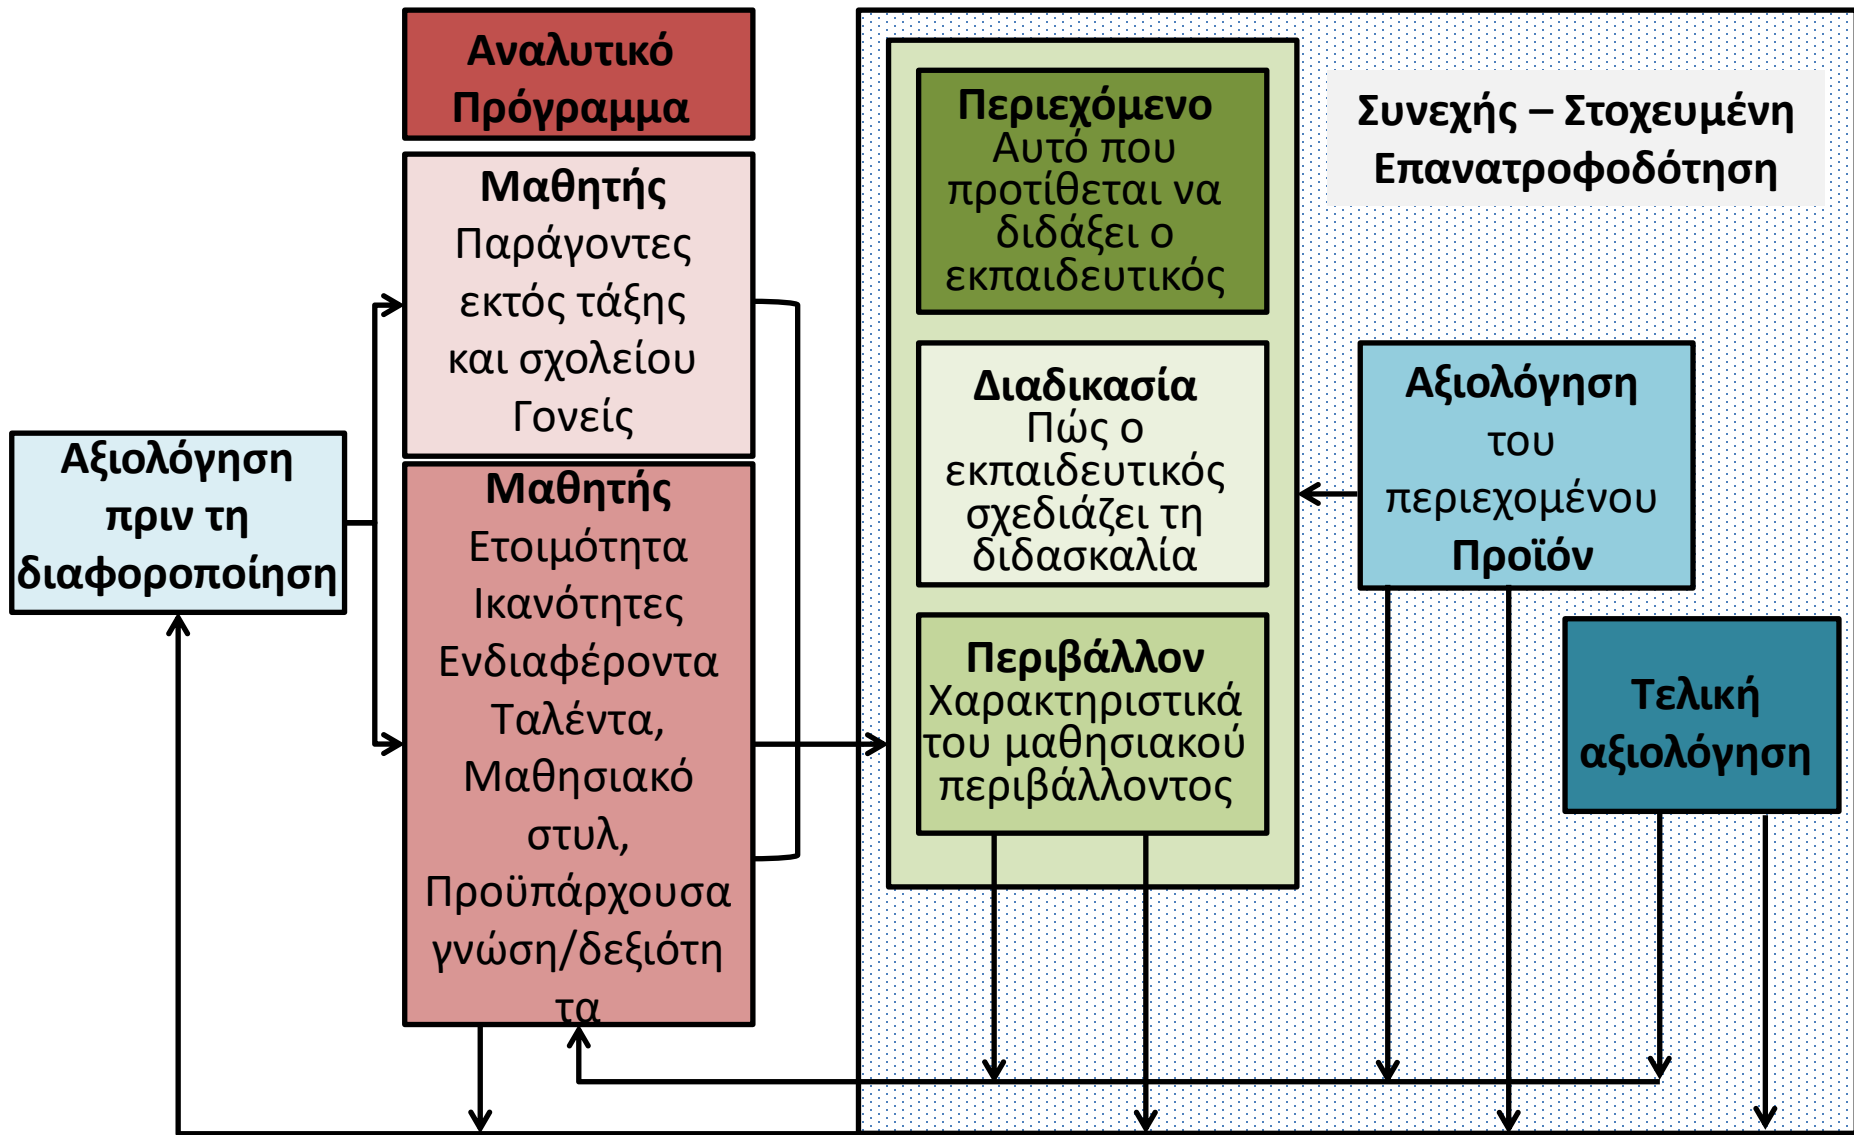 Αναλυτικό
Πρόγραμμα
Μαθητής
Παράγοντες
εκτός τάξης
και σχολείου
Γονείς
Αξιολόγηση
πριν τη
διαφοροποίηση
Μαθητής
Ετοιμότητα
Ικανότητες
Ενδιαφέροντα
Ταλέντα,
Μαθησιακό
στυλ,
Προϋπάρχουσα
γνώση/δεξιότη
τα
Περιεχόμενο
Αυτό που
προτίθεται να
διδάξει ο
εκπαιδευτικός
Διαδικασία
Πώς ο
εκπαιδευτικός
σχεδιάζει τη
διδασκαλία
Περιβάλλον
Χαρακτηριστικά
του μαθησιακού
περιβάλλοντος
Συνεχής – Στοχευμένη
Επανατροφοδότηση
Αξιολόγηση
του
περιεχομένου
Προϊόν
Τελική
αξιολόγηση